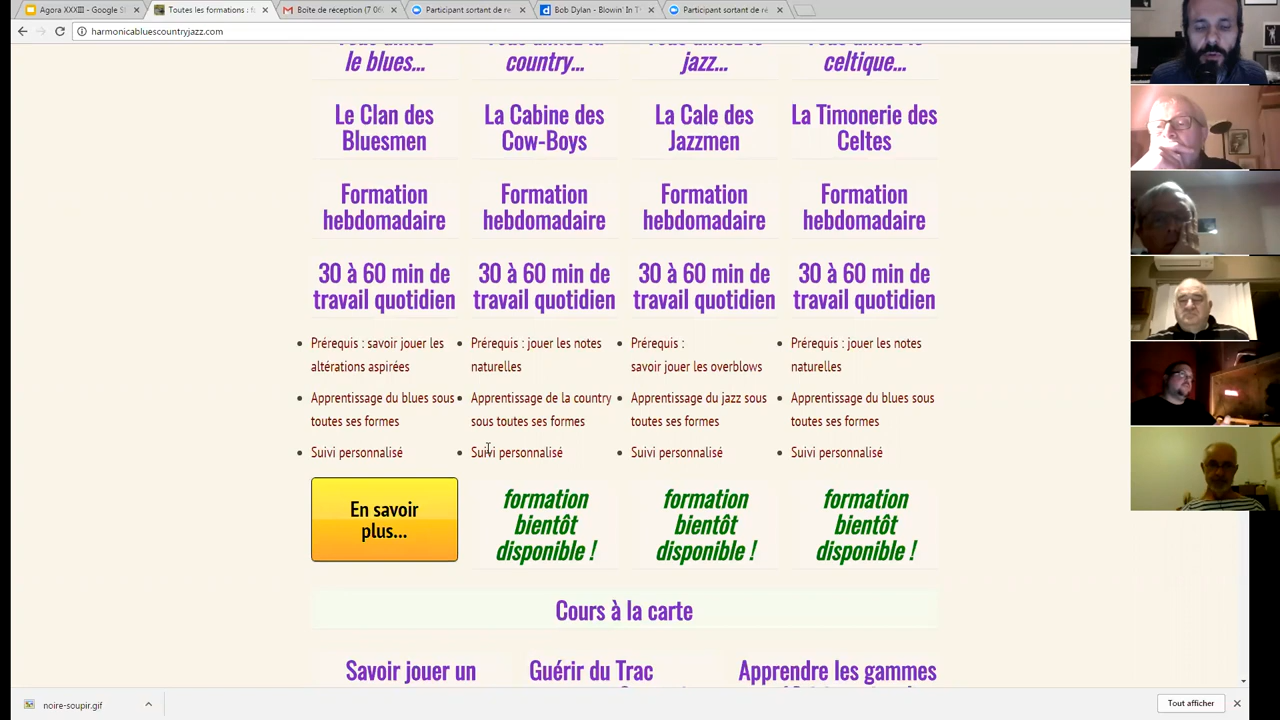 Agora XXXIII - Google S
Toutes les formations : f
Boîte de réception (7 06
Participant sortant de ré
Bob Dylan - Blowin' In T
Participant sortant de ré
harmonicabluescountryjazz.com
le blues...
country...
jazz...
celtique...
Le Clan des
Bluesmen
La Cabine des
Cow-Boys
La Cale des
Jazzmen
La Timonerie des
Celtes
Formation
hebdomadaire
Formation
hebdomadaire
Formation
hebdomadaire
Formation
hebdomadaire
30 à 60 min de
travail quotidien
30 à 60 min de
travail quotidien
30 à 60 min de
travail quotidien
30 à 60 min de
travail quotidien
Prérequis : savoir jouer les
altérations aspirées
Apprentissage du blues sous
toutes ses formes
Suivi personnalisé
Prérequis : jouer les notes
naturelles
Apprentissage de la country
sous toutes ses formes
Suivi personnalisé
Prérequis :
savoir jouer les overblows
Apprentissage du jazz sous
toutes ses formes
Suivi personnalisé
Prérequis : jouer les notes
naturelles
Apprentissage du blues sous
toutes ses formes
Suivi personnalisé
En savoir
plus...
formation
bientôt
disponible !
formation
bientôt
disponible !
formation
bientôt
disponible !
Cours à la carte
Savoir jouer un
Guérir du Trac
Apprendre les gammes
noire-soupir.gif
Tout afficher